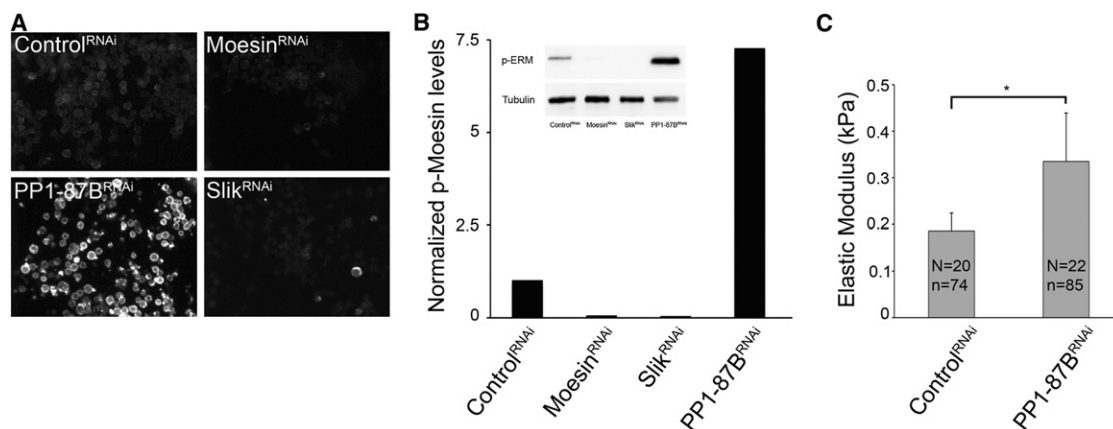 A
Control^RNAi
Moesin^RNAi
PP1-87B^RNAi
Slik^RNAi
B
Normalized p-Moesin levels
7.5
5
2.5
0
p-ERM
Tubulin
Control^RNAi Moesin^RNAi Slik^RNAi PP1-87B^RNAi
Control^RNAi
Moesin^RNAi
Slik^RNAi
PP1-87B^RNAi
C
Elastic Modulus (kPa)
0.4
0.3
0.2
0.1
0
*
N=20
n=74
N=22
n=85
Control^RNAi
PP1-87B^RNAi